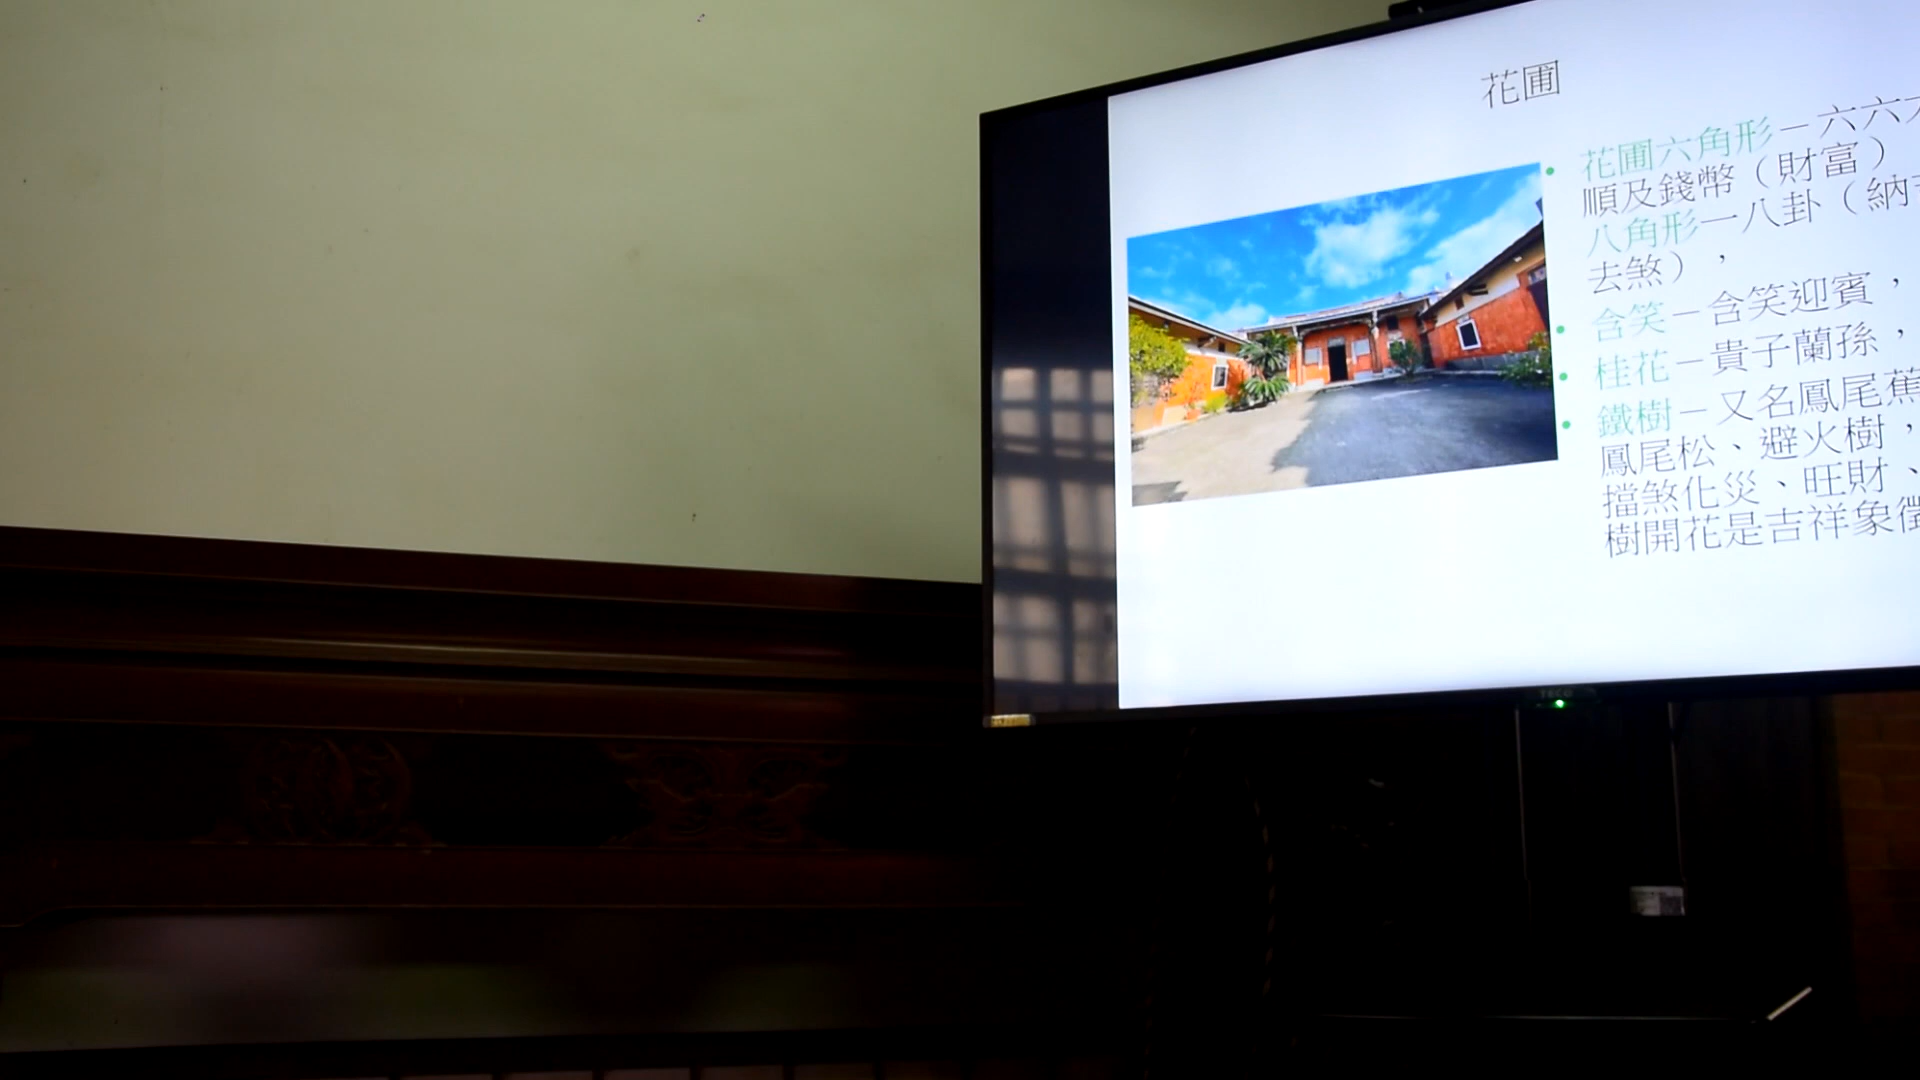 花圃
花圃六角形－六六
順及錢幣（財富）
八角形－八卦（納
去煞），
含笑－含笑迎賓，
桂花－貴子蘭孫，
鐵樹－又名鳳尾蕉
鳳尾松、避火樹，
擋煞化災、旺財、
樹開花是吉祥象徵
TECO